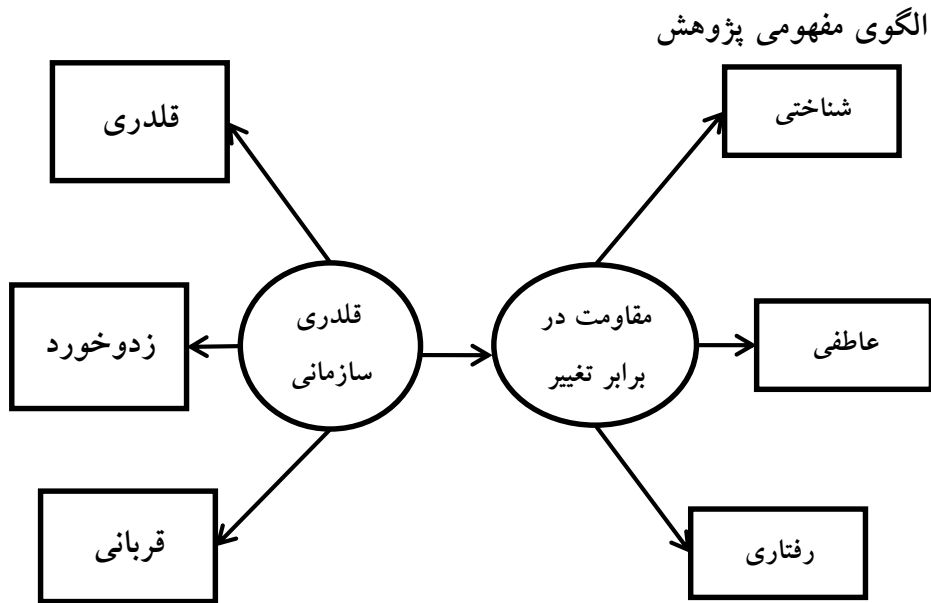 الگوی مفهومی پژوهش
شناختی
قلدری
مقاومت در
برابر تغییر
قلدری
سازمانی
عاطفی
زدوخورد
رفتاری
قربانی